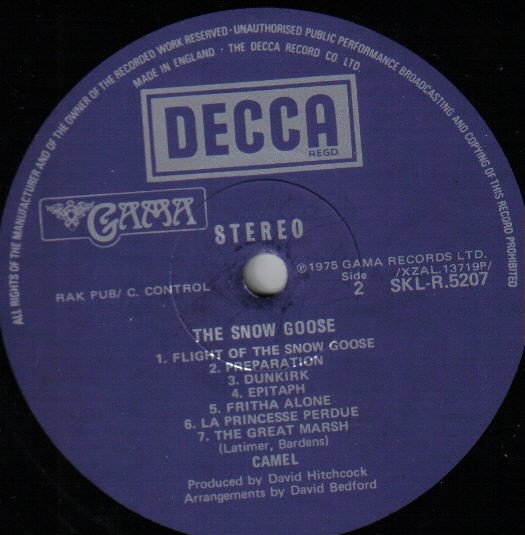 ALL RIGHTS OF THE MANUFACTURER AND OF THE OWNER OF THE RECORDED WORK RESERVED · UNAUTHORISED PUBLIC PERFORMANCE BROADCASTING AND COPYING OF THIS RECORD PROHIBITED
MADE IN ENGLAND · THE DECCA RECORD CO LTD.
DECCA
REGD.
GAMA
STEREO
℗1975 GAMA RECORDS LTD.
Side /XZAL.13719P/
RAK PUB/ C. CONTROL
2 SKL-R.5207
THE SNOW GOOSE
1. FLIGHT OF THE SNOW GOOSE
2. PREPARATION
3. DUNKIRK
4. EPITAPH
5. FRITHA ALONE
6. LA PRINCESSE PERDUE
7. THE GREAT MARSH
(Latimer, Bardens)
CAMEL
Produced by David Hitchcock
Arrangements by David Bedford